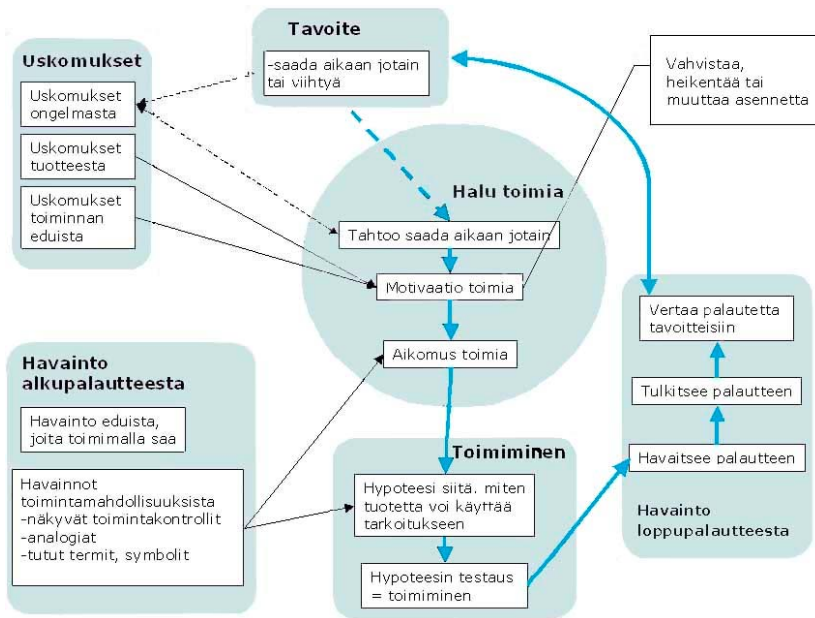 Tavoite
-saada aikaan jotain
tai viihtyä
Uskomukset
Uskomukset
ongelmasta
Uskomukset
tuotteesta
Uskomukset
toiminnan
eduista
Vahvistaa,
heikentää tai
muuttaa asennetta
Halu toimia
Tahtoo saada aikaan jotain
Motivaatio toimia
Aikomus toimia
Havainto
alkupalautteesta
Havainto eduista,
joita toimimalla saa
Havainnot
toimintamahdollisuuksista
-näkyvät toimintakontrollit
-analogiat
-tutut termit, symbolit
Toimiminen
Hypoteesi siitä. miten
tuotetta voi käyttää
tarkoitukseen
Hypoteesin testaus
= toimiminen
Vertaa palautetta
tavoitteisiin
Tulkitsee palautteen
Havaitsee palautteen
Havainto
loppupalautteesta